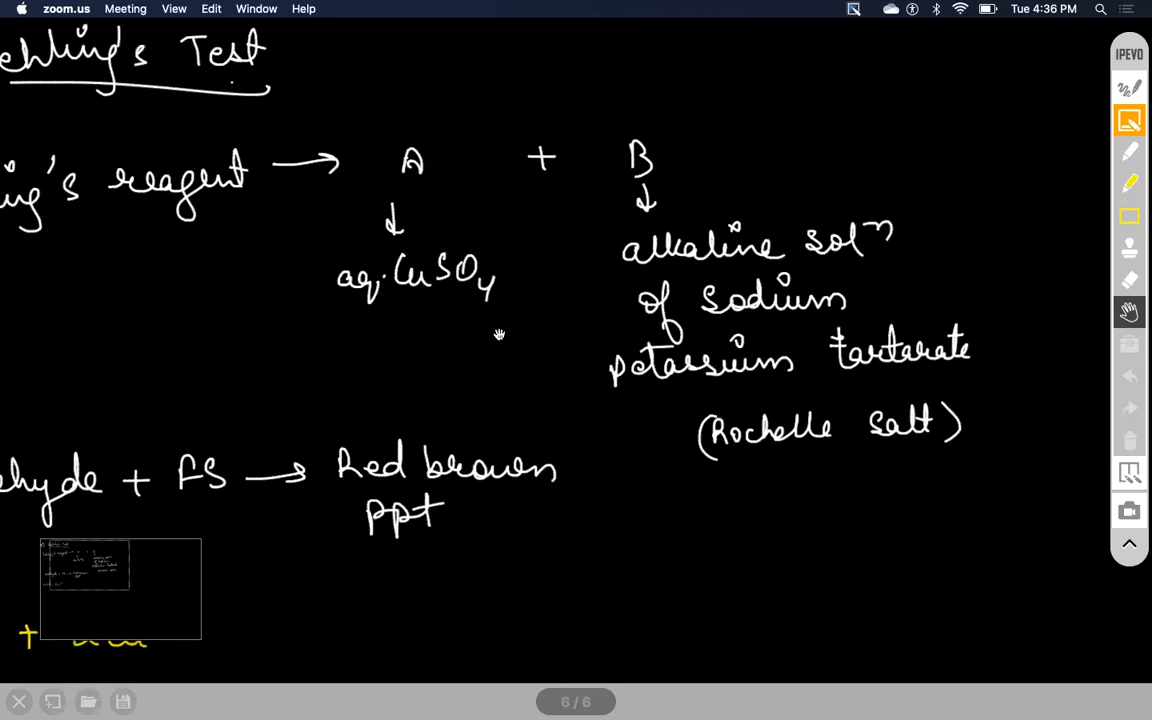 zoom.us Meeting View Edit Window Help Tue 4:36 PM
IPEVO
ehling's Test
ing's reagent → A + B
↓ ↓
aq. CuSO4
alkaline solⁿ
of sodium
potassium tartarate
(Rochelle salt)
ehyde + FS → Red brown
ppt
+
6/6